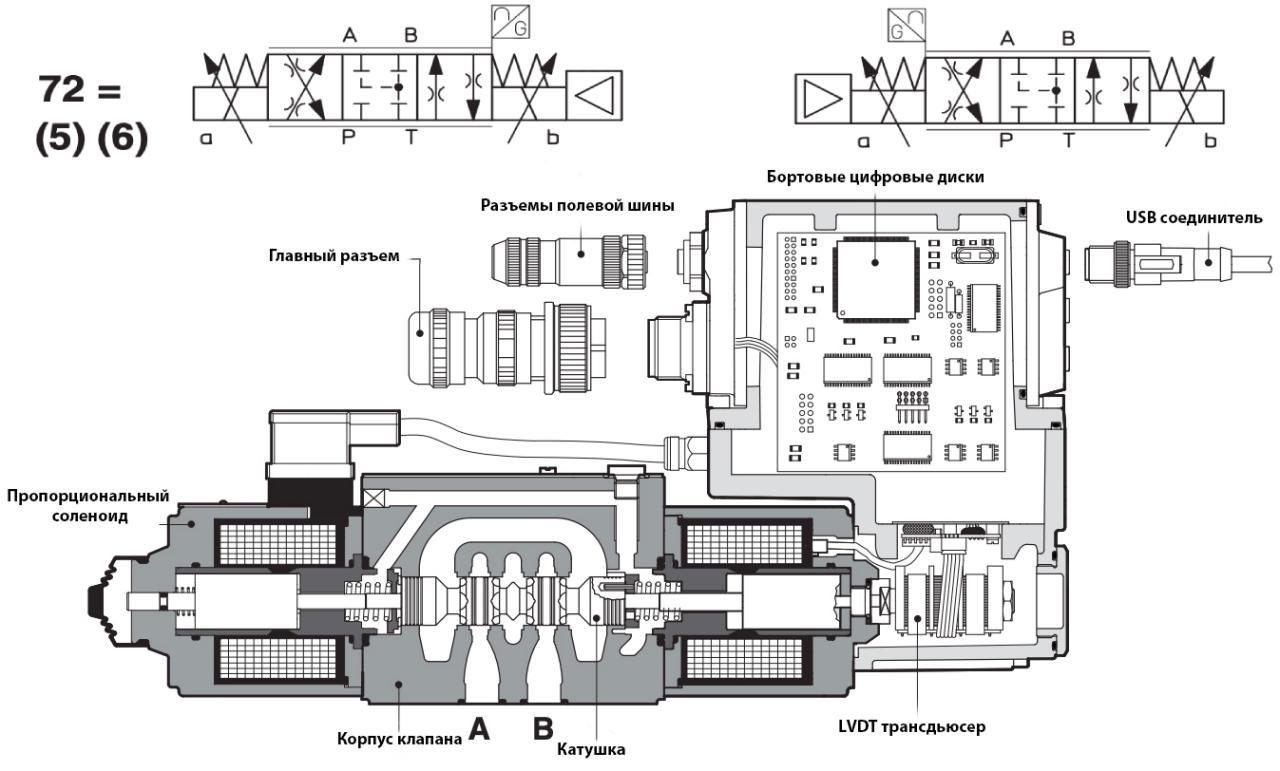 A B
G
72 =
(5) (6)
a P T b
G
A B
a P T b
Бортовые цифровые диски
Разъемы полевой шины
USB соединитель
Главный разъем
Пропорциональный
соленоид
Корпус клапана
A B
Катушка
LVDT трансдьюсер